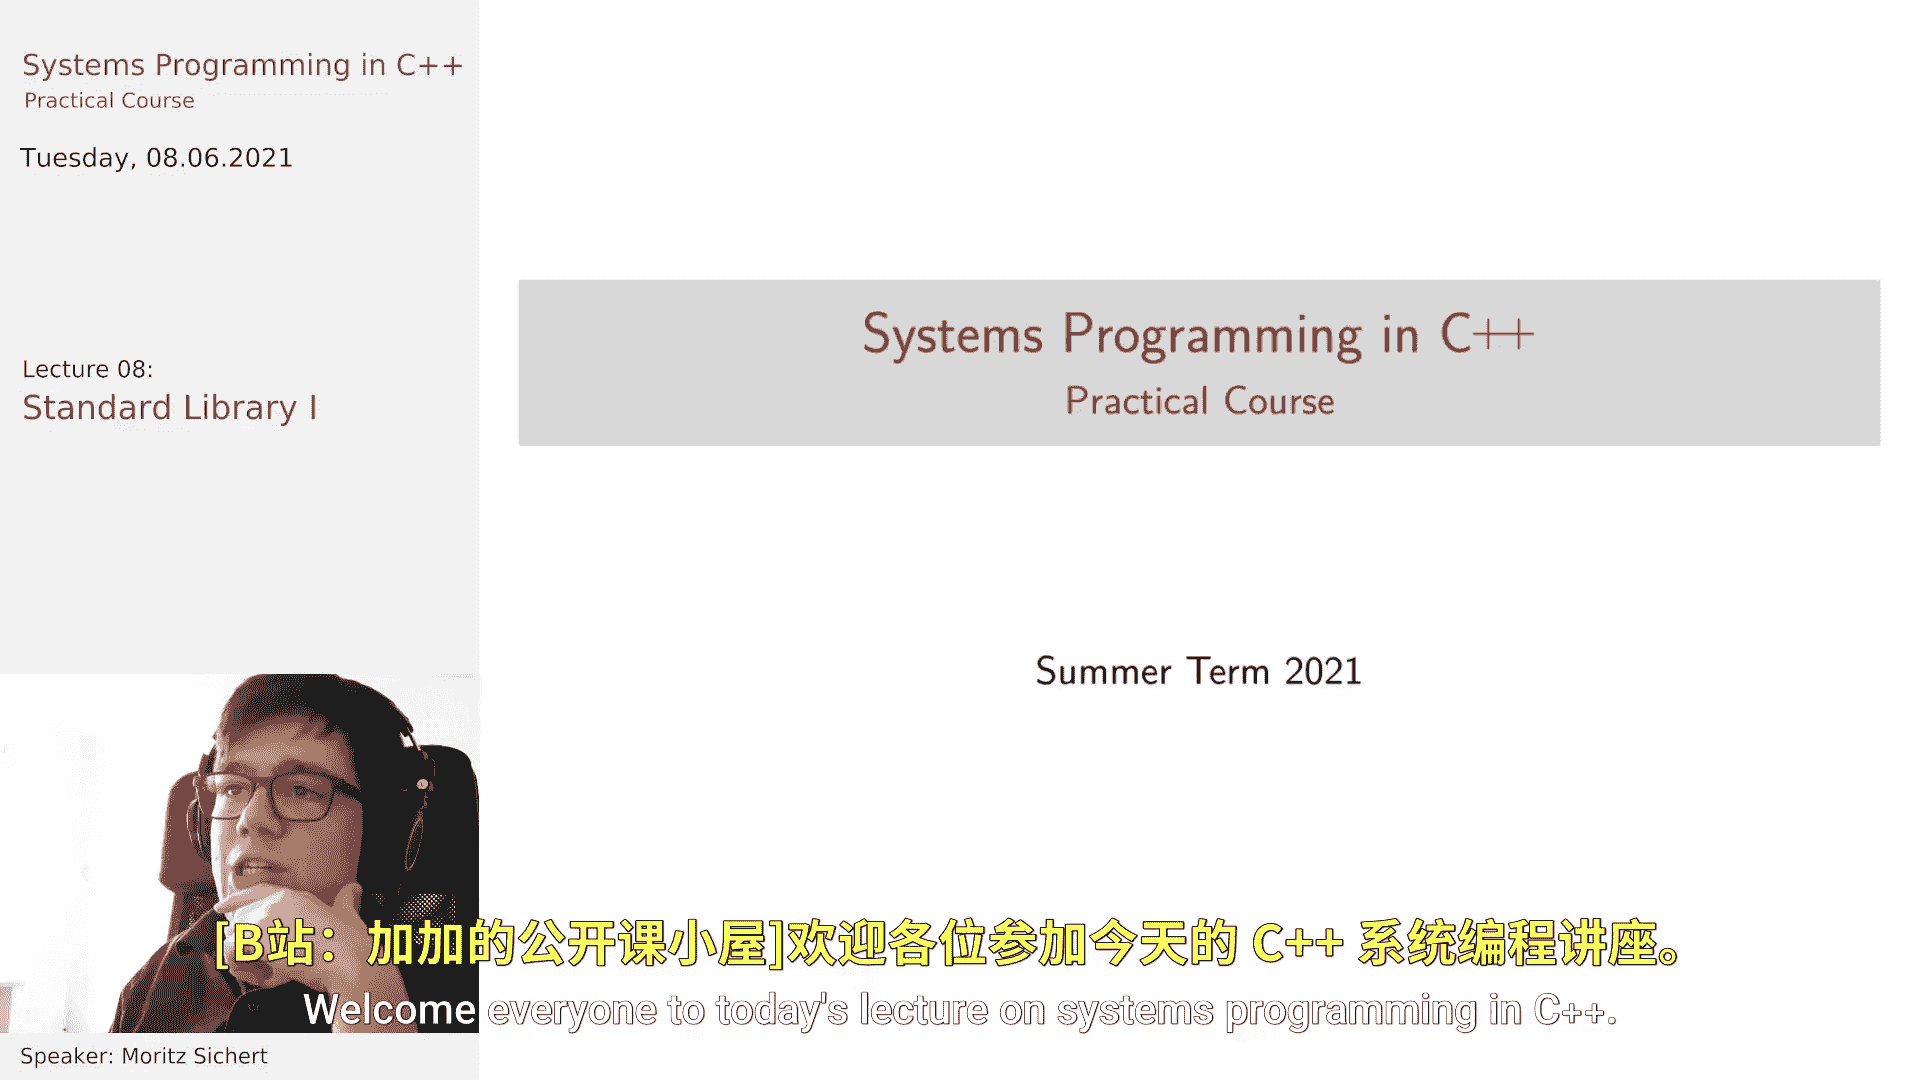 Systems Programming in C++
Practical Course
Tuesday, 08.06.2021
Lecture 08:
Standard Library I
Systems Programming in C++
Practical Course
Summer Term 2021
[B站：加加的公开课小屋]欢迎各位参加今天的 C++ 系统编程讲座。
Welcome everyone to today's lecture on systems programming in C++.
Speaker: Moritz Sichert